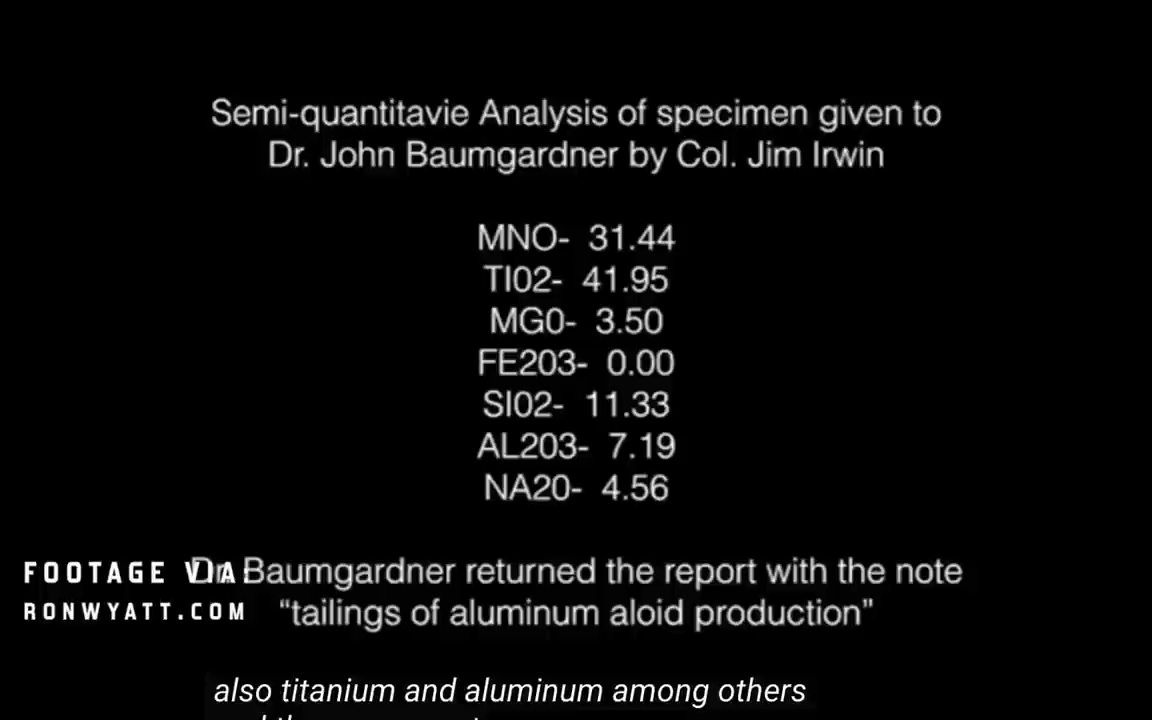 Semi-quantitavie Analysis of specimen given to
Dr. John Baumgardner by Col. Jim Irwin
MNO- 31.44
TI02- 41.95
MG0- 3.50
FE203- 0.00
SI02- 11.33
AL203- 7.19
NA20- 4.56
Dr. Baumgardner returned the report with the note
“tailings of aluminum aloid production”
FOOTAGE VIA:
RONWYATT.COM
also titanium and aluminum among others